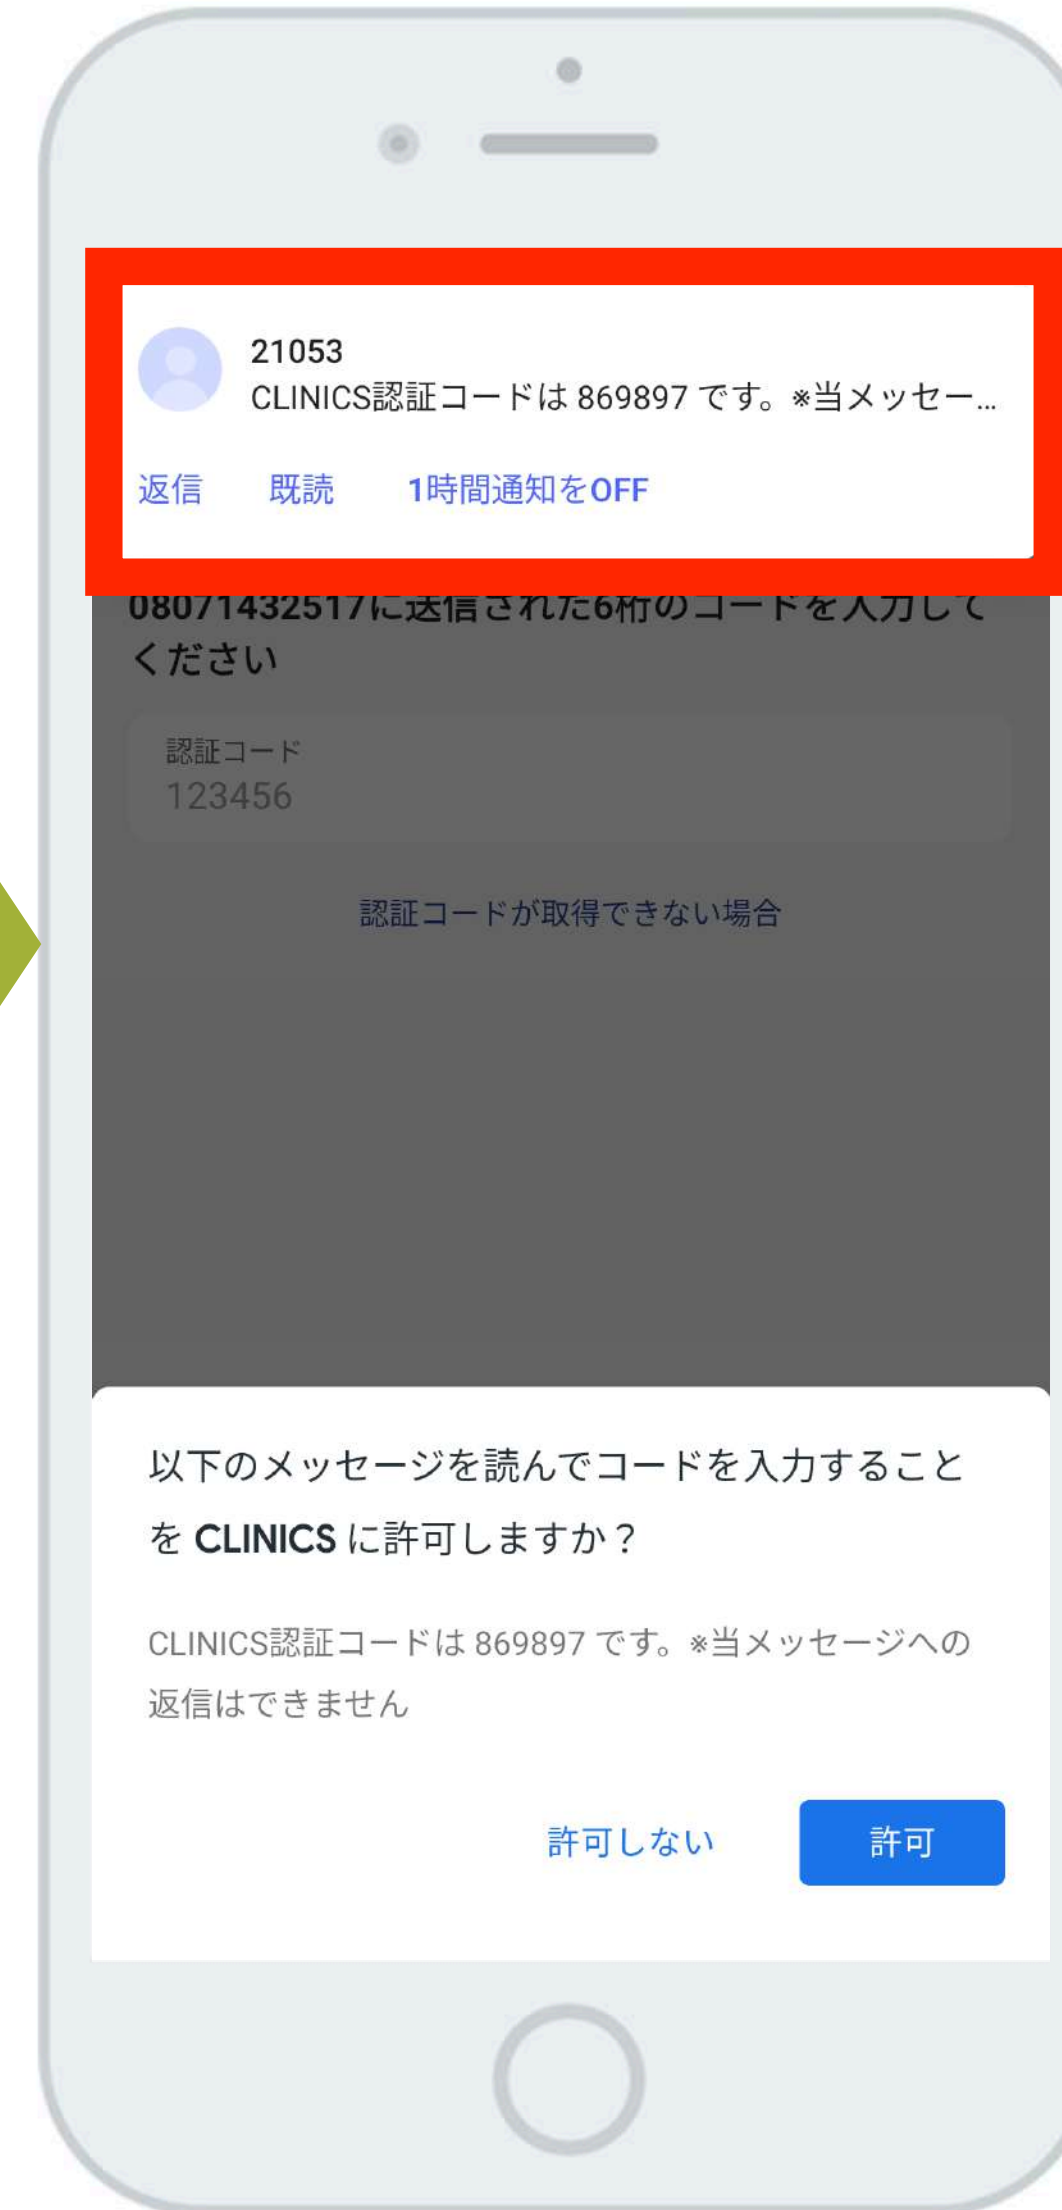 21053
CLINICS認証コードは 869897 です。※当メッセー...
返信 既読 1時間通知をOFF
08071432517に送信された6桁のコードを入力して
ください
認証コード
123456
認証コードが取得できない場合
以下のメッセージを読んでコードを入力すること
を CLINICS に許可しますか？
CLINICS認証コードは 869897 です。※当メッセージへの
返信はできません
許可しない 許可